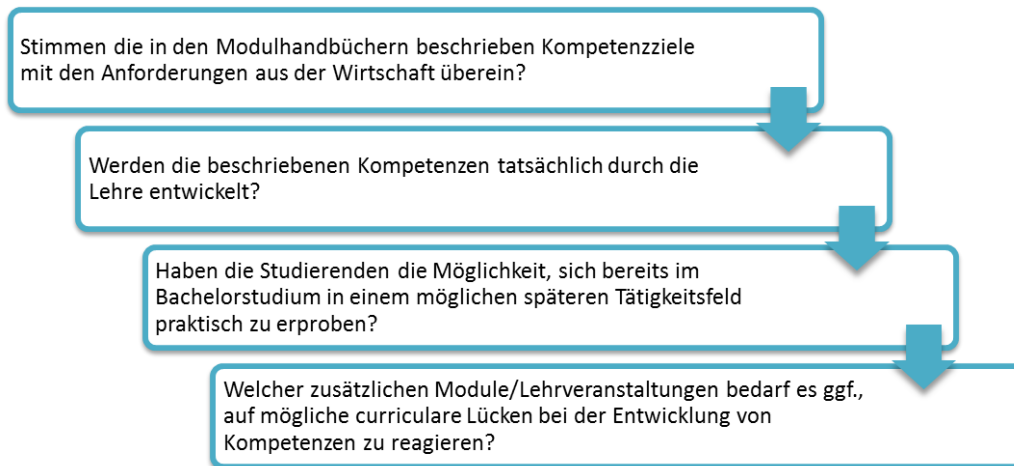 Stimmen die in den Modulhandbüchern beschrieben Kompetenzziele
mit den Anforderungen aus der Wirtschaft überein?
Werden die beschriebenen Kompetenzen tatsächlich durch die
Lehre entwickelt?
Haben die Studierenden die Möglichkeit, sich bereits im
Bachelorstudium in einem möglichen späteren Tätigkeitsfeld
praktisch zu erproben?
Welcher zusätzlichen Module/Lehrveranstaltungen bedarf es ggf.,
auf mögliche curriculare Lücken bei der Entwicklung von
Kompetenzen zu reagieren?